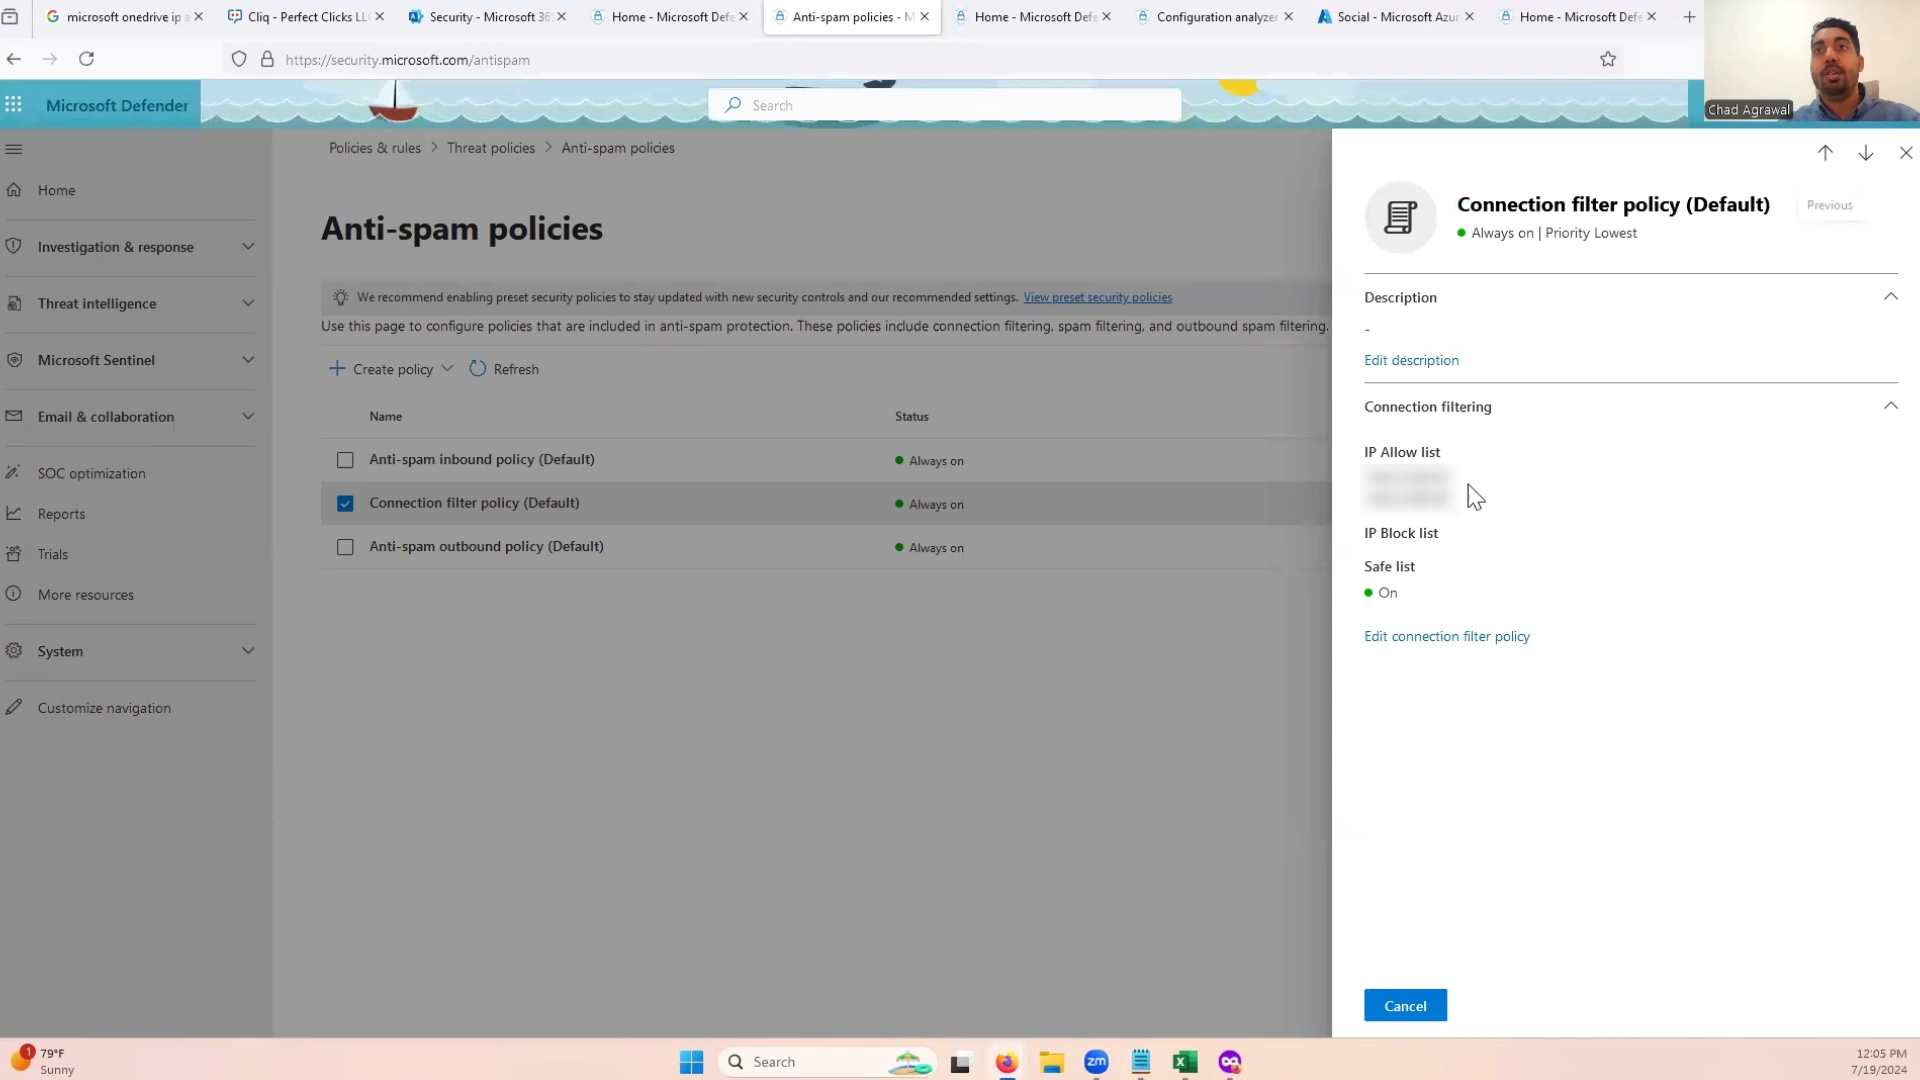 microsoft onedrive ip a
Cliq - Perfect Clicks LLC
Security - Microsoft 36
Home - Microsoft Defe
Anti-spam policies - M
Home - Microsoft Defe
Configuration analyzer
Social - Microsoft Azur
Home - Microsoft Defe
https://security.microsoft.com/antispam
Chad Agrawal
Microsoft Defender
Search
Home
Investigation & response
Threat intelligence
Microsoft Sentinel
Email & collaboration
SOC optimization
Reports
Trials
More resources
System
Customize navigation
Policies & rules > Threat policies > Anti-spam policies
Anti-spam policies
We recommend enabling preset security policies to stay updated with new security controls and our recommended settings. View preset security policies
Use this page to configure policies that are included in anti-spam protection. These policies include connection filtering, spam filtering, and outbound spam filtering.
Create policy
Refresh
Name Status
Anti-spam inbound policy (Default) Always on
Connection filter policy (Default) Always on
Anti-spam outbound policy (Default) Always on
Connection filter policy (Default)
Previous
Always on | Priority Lowest
Description
-
Edit description
Connection filtering
IP Allow list
IP Block list
Safe list
On
Edit connection filter policy
Cancel
1
79°F
Sunny
Search
zm
12:05 PM
7/19/2024